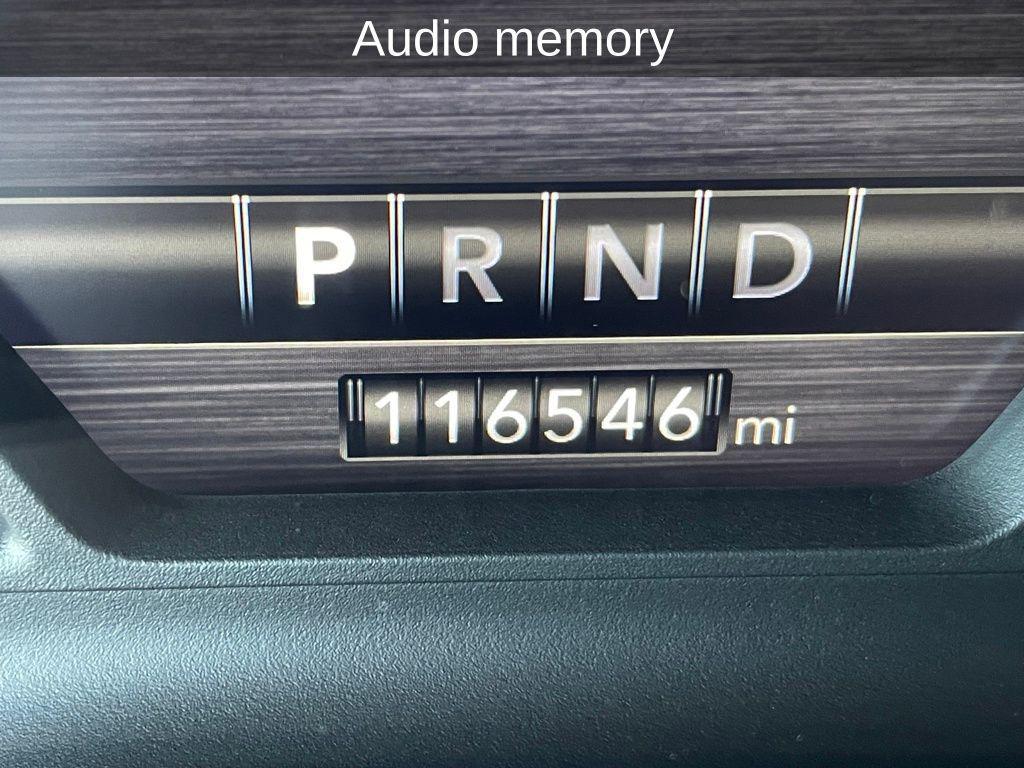 Audio memory
P R N D
116546 mi